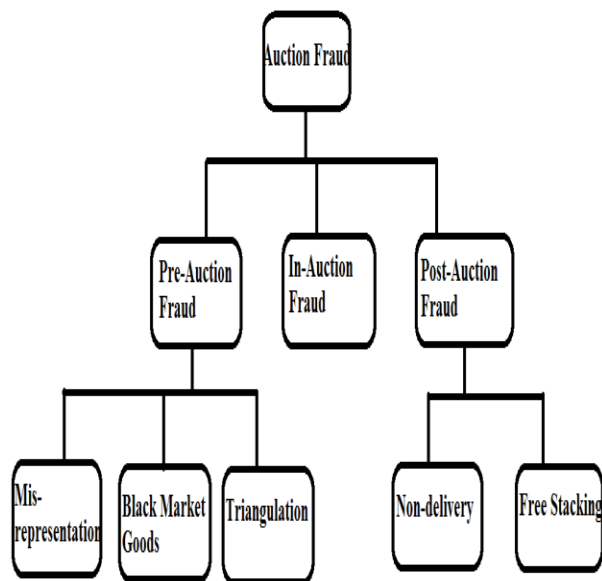 Auction Fraud
Pre-Auction
Fraud
In-Auction
Fraud
Post-Auction
Fraud
Mis-
representation
Black Market
Goods
Triangulation
Non-delivery
Free Stacking